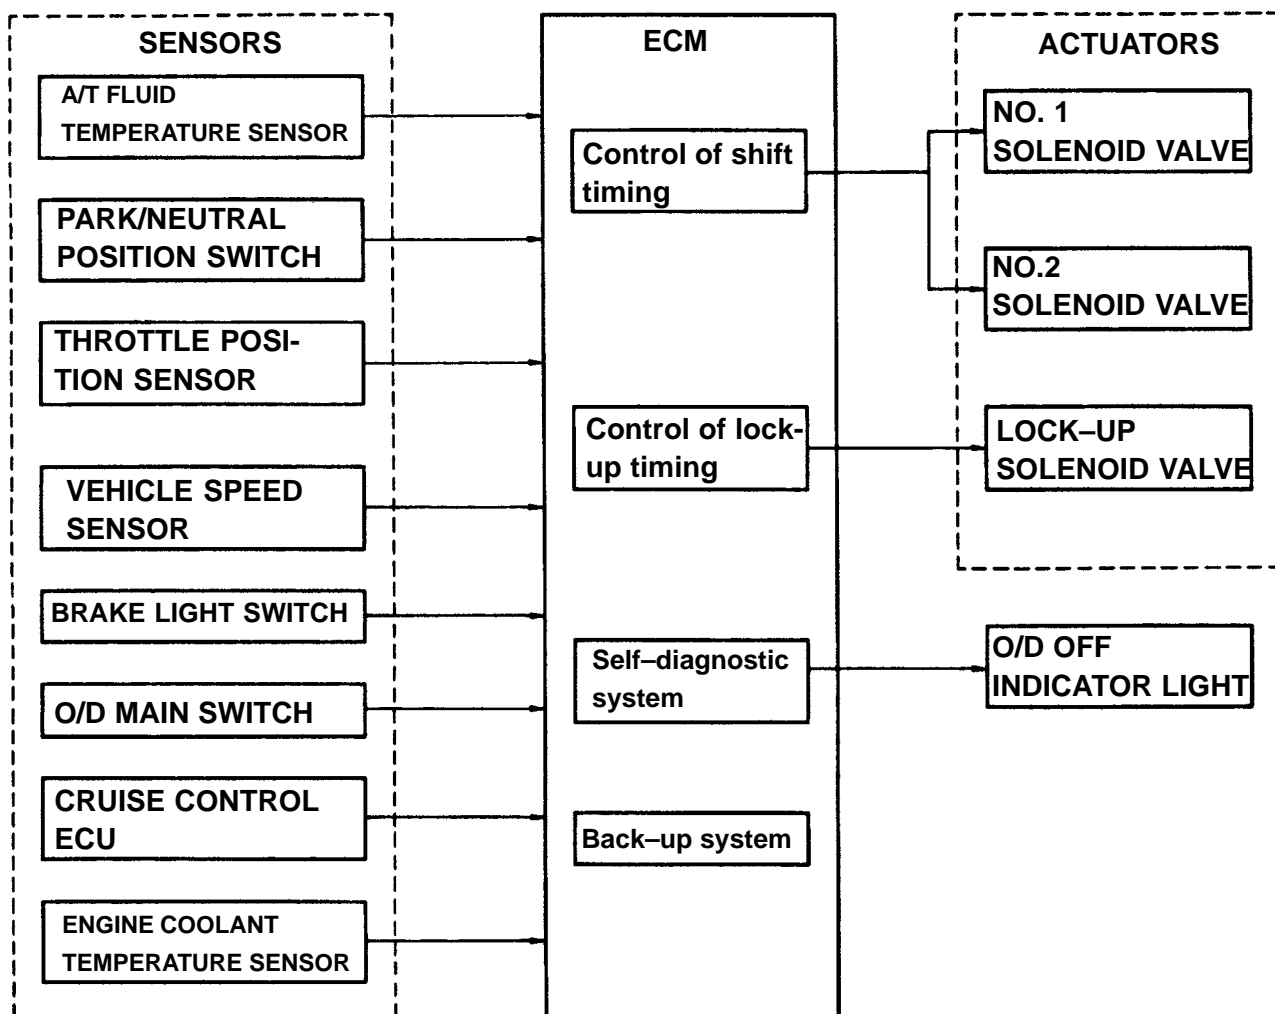 SENSORS
A/T FLUID
TEMPERATURE SENSOR
PARK/NEUTRAL
POSITION SWITCH
THROTTLE POSI-
TION SENSOR
VEHICLE SPEED
SENSOR
BRAKE LIGHT SWITCH
O/D MAIN SWITCH
CRUISE CONTROL
ECU
ENGINE COOLANT
TEMPERATURE SENSOR
ECM
Control of shift
timing
Control of lock-
up timing
Self–diagnostic
system
Back–up system
ACTUATORS
NO. 1
SOLENOID VALVE
NO.2
SOLENOID VALVE
LOCK–UP
SOLENOID VALVE
O/D OFF
INDICATOR LIGHT